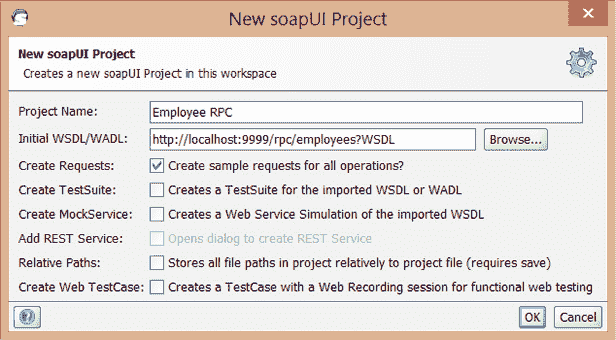 New soapUI Project
New soapUI Project
Creates a new soapUI Project in this workspace
Project Name: Employee RPC
Initial WSDL/WADL: http://localhost:9999/rpc/employees?WSDL Browse...
Create Requests: Create sample requests for all operations?
Create TestSuite: Creates a TestSuite for the imported WSDL or WADL
Create MockService: Creates a Web Service Simulation of the imported WSDL
Add REST Service: Opens dialog to create REST Service
Relative Paths: Stores all file paths in project relatively to project file (requires save)
Create Web TestCase: Creates a TestCase with a Web Recording session for functional web testing
OK Cancel